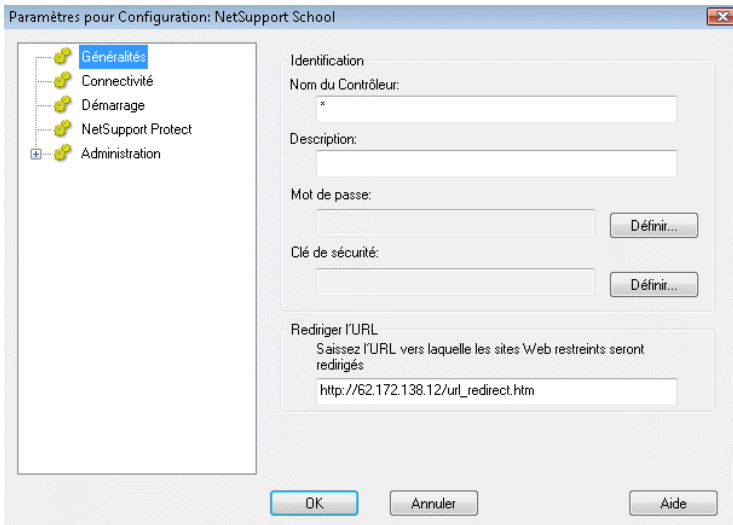 Paramètres pour Configuration: NetSupport School
Généralités
Connectivité
Démarrage
NetSupport Protect
Administration
Identification
Nom du Contrôleur:
*
Description:
Mot de passe:
Définir...
Clé de sécurité:
Définir...
Rediriger l'URL
Saissez l'URL vers laquelle les sites Web restreints seront
redirigés
http://62.172.138.12/url_redirect.htm
OK
Annuler
Aide